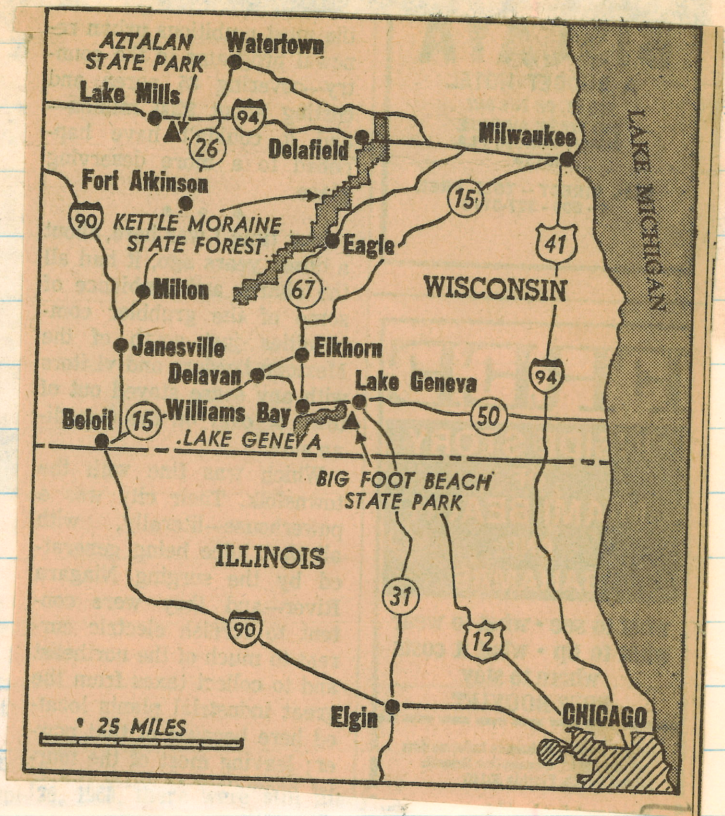 AZTALAN
STATE PARK
Watertown
Lake Mills
94
26
Delafield
Milwaukee
LAKE MICHIGAN
Fort Atkinson
90
KETTLE MORAINE
STATE FOREST
15
Eagle
41
67
WISCONSIN
Milton
Janesville
Elkhorn
Delavan
94
Lake Geneva
Beloit
15
Williams Bay
50
LAKE GENEVA
BIG FOOT BEACH
STATE PARK
ILLINOIS
31
90
12
Elgin
CHICAGO
25 MILES